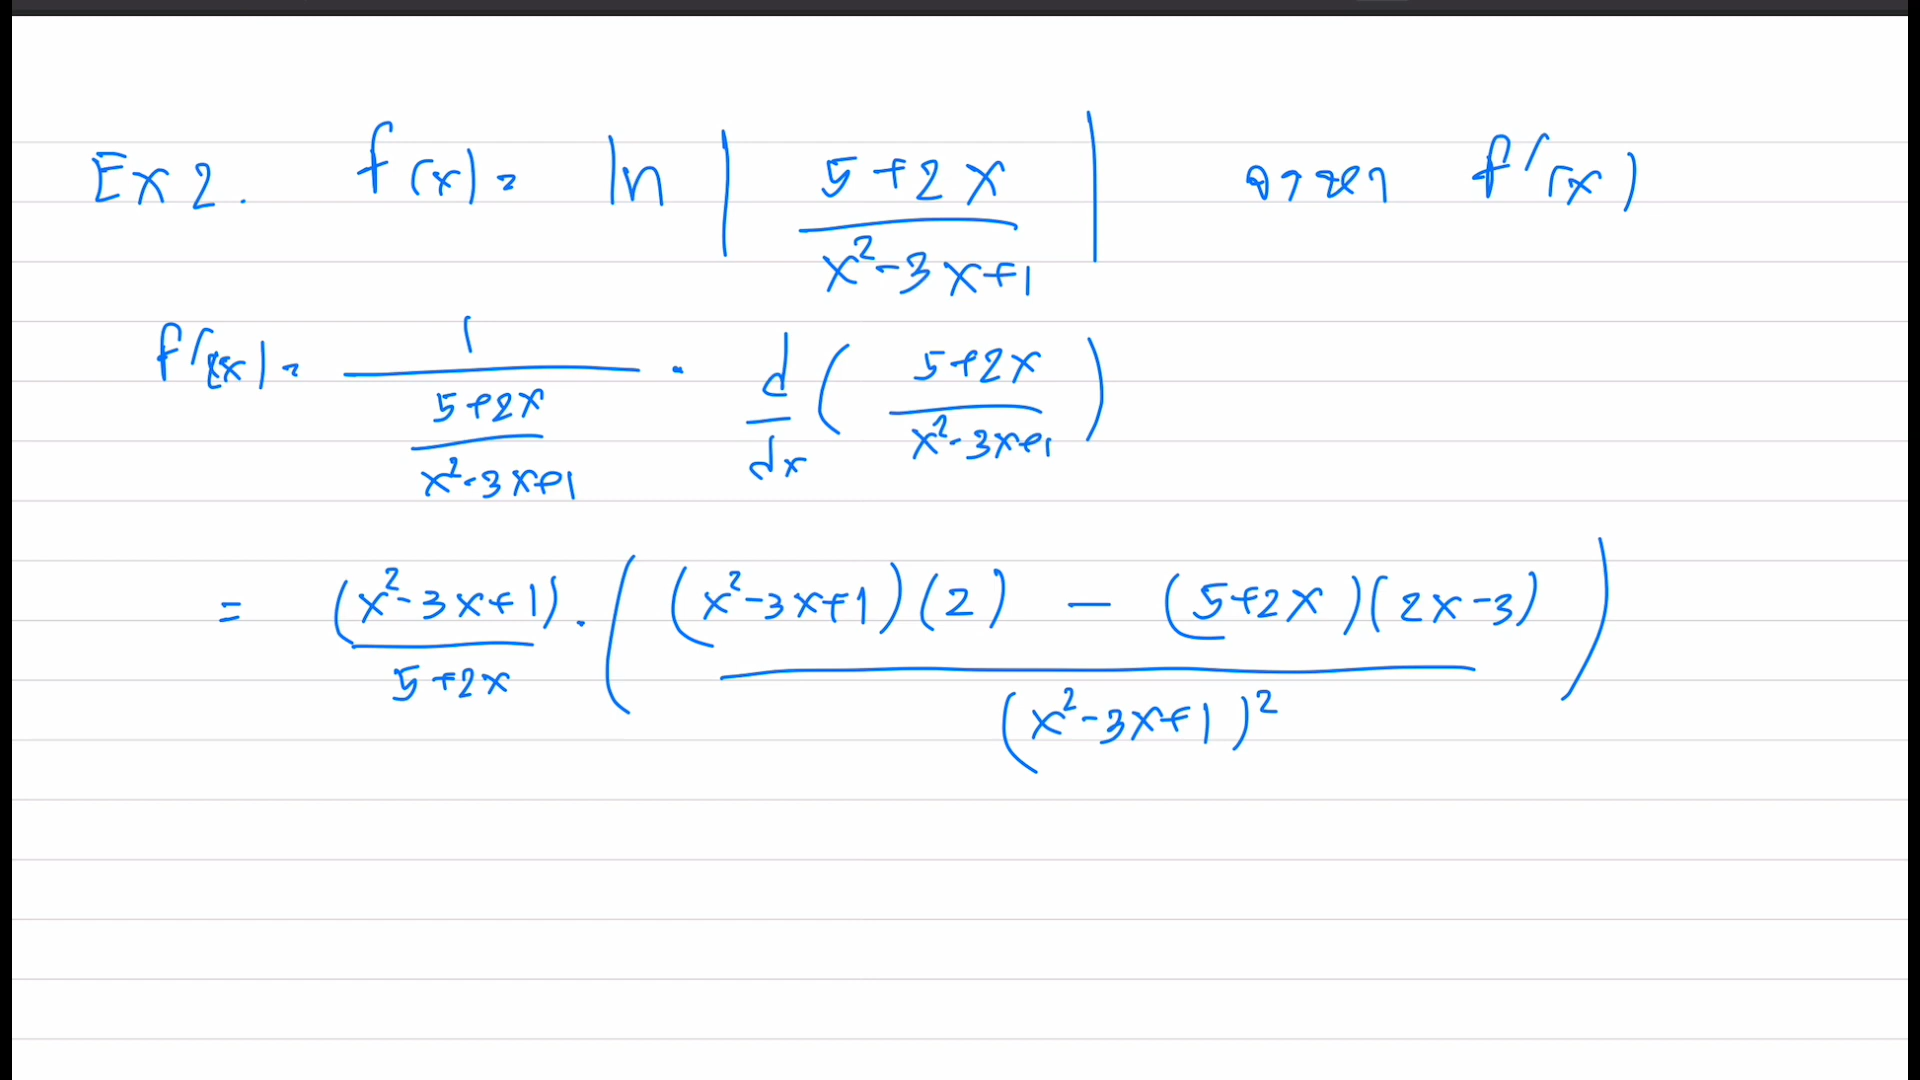 Ex 2. f(x) = ln | (5+2x)/(x²-3x+1) | จงหา f'(x)
f'(x) = 1/((5+2x)/(x²-3x+1)) · d/dx ( (5+2x)/(x²-3x+1) )
= (x²-3x+1)/(5+2x) · ( ((x²-3x+1)(2) - (5+2x)(2x-3))/(x²-3x+1)² )